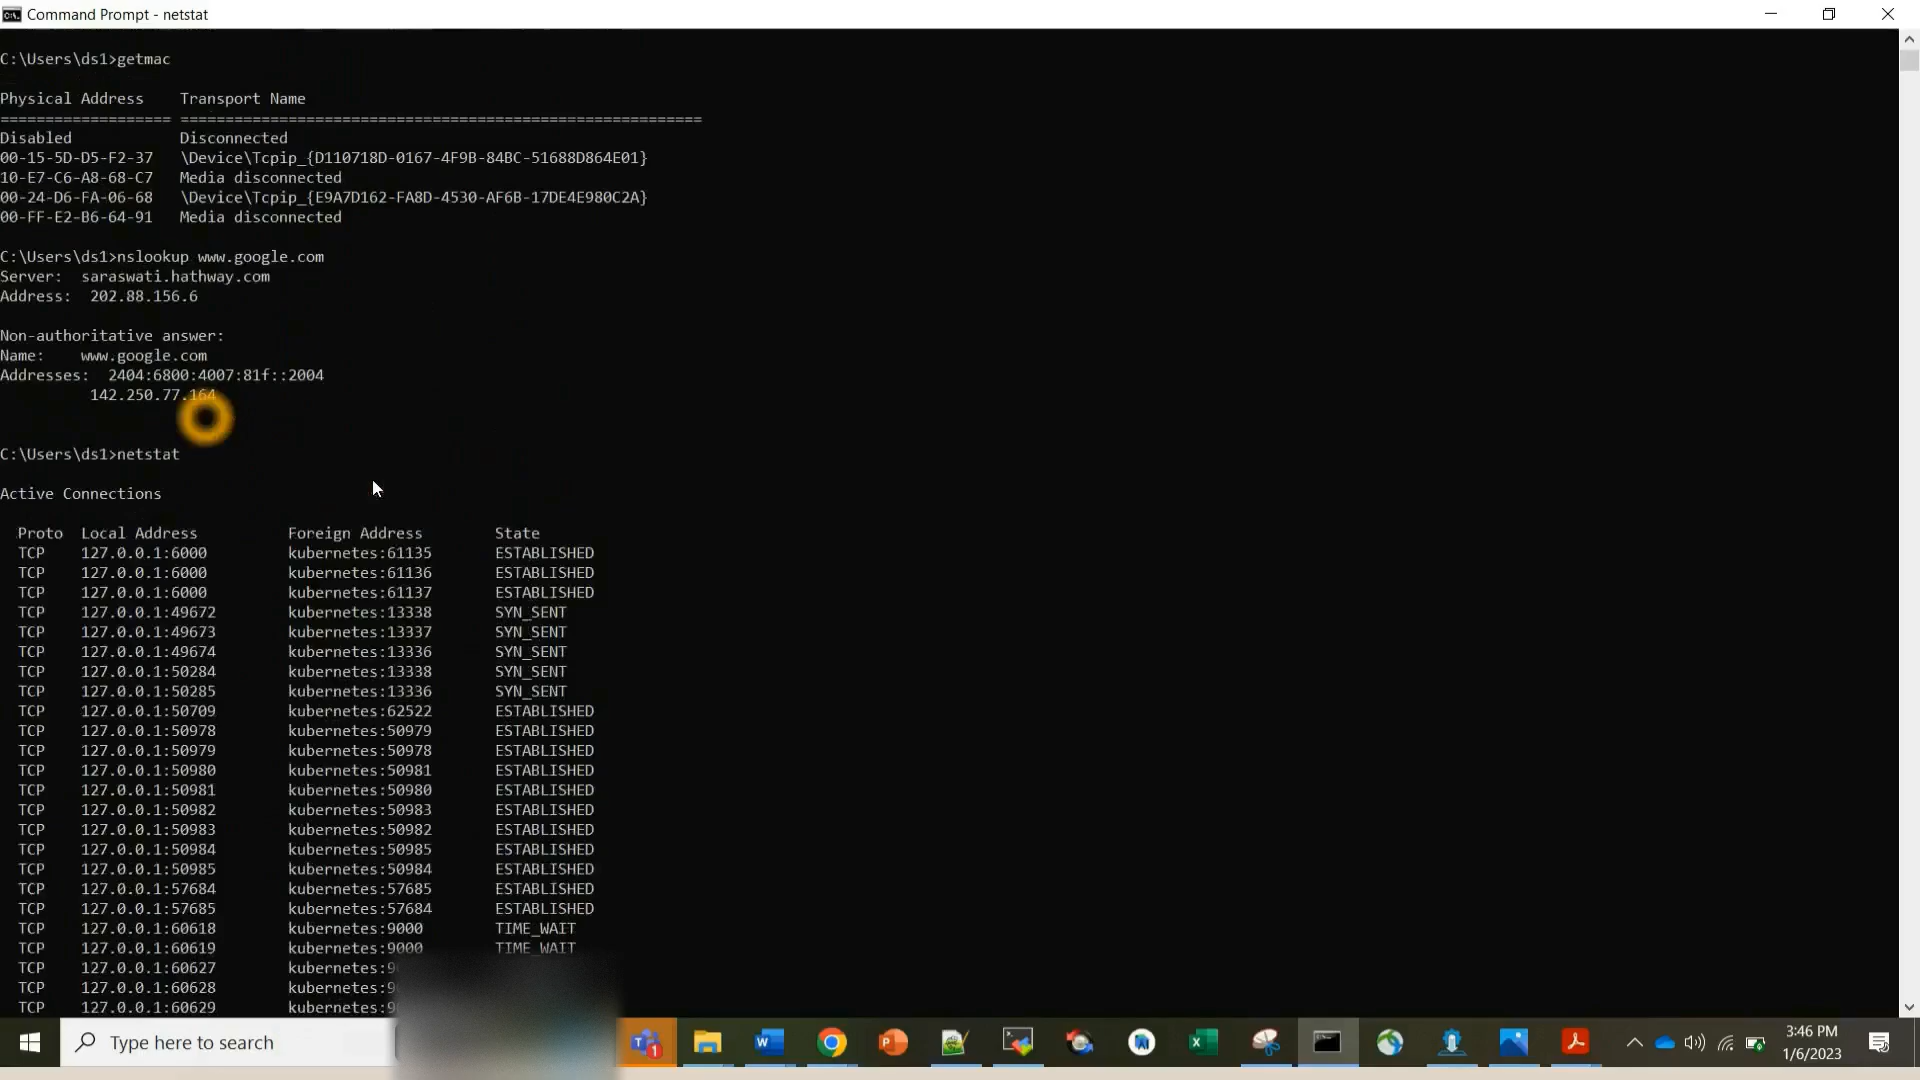 Command Prompt - netstat
C:\Users\ds1>getmac
Physical Address    Transport Name
=================== ==========================================================
Disabled            Disconnected
00-15-5D-D5-F2-37   \Device\Tcpip_{D110718D-0167-4F9B-84BC-51688D864E01}
10-E7-C6-A8-68-C7   Media disconnected
00-24-D6-FA-06-68   \Device\Tcpip_{E9A7D162-FA8D-4530-AF6B-17DE4E980C2A}
00-FF-E2-B6-64-91   Media disconnected
C:\Users\ds1>nslookup www.google.com
Server:  saraswati.hathway.com
Address:  202.88.156.6
Non-authoritative answer:
Name:    www.google.com
Addresses:  2404:6800:4007:81f::2004
142.250.77.164
C:\Users\ds1>netstat
Active Connections
Proto  Local Address          Foreign Address        State
TCP    127.0.0.1:6000         kubernetes:61135       ESTABLISHED
TCP    127.0.0.1:6000         kubernetes:61136       ESTABLISHED
TCP    127.0.0.1:6000         kubernetes:61137       ESTABLISHED
TCP    127.0.0.1:49672        kubernetes:13338       SYN_SENT
TCP    127.0.0.1:49673        kubernetes:13337       SYN_SENT
TCP    127.0.0.1:49674        kubernetes:13336       SYN_SENT
TCP    127.0.0.1:50284        kubernetes:13338       SYN_SENT
TCP    127.0.0.1:50285        kubernetes:13336       SYN_SENT
TCP    127.0.0.1:50709        kubernetes:62522       ESTABLISHED
TCP    127.0.0.1:50978        kubernetes:50979       ESTABLISHED
TCP    127.0.0.1:50979        kubernetes:50978       ESTABLISHED
TCP    127.0.0.1:50980        kubernetes:50981       ESTABLISHED
TCP    127.0.0.1:50981        kubernetes:50980       ESTABLISHED
TCP    127.0.0.1:50982        kubernetes:50983       ESTABLISHED
TCP    127.0.0.1:50983        kubernetes:50982       ESTABLISHED
TCP    127.0.0.1:50984        kubernetes:50985       ESTABLISHED
TCP    127.0.0.1:50985        kubernetes:50984       ESTABLISHED
TCP    127.0.0.1:57684        kubernetes:57685       ESTABLISHED
TCP    127.0.0.1:57685        kubernetes:57684       ESTABLISHED
TCP    127.0.0.1:60618        kubernetes:9000        TIME_WAIT
TCP    127.0.0.1:60619        kubernetes:9000        TIME_WAIT
TCP    127.0.0.1:60627
TCP    127.0.0.1:60628
TCP    127.0.0.1:60629
Type here to search
3:46 PM
1/6/2023